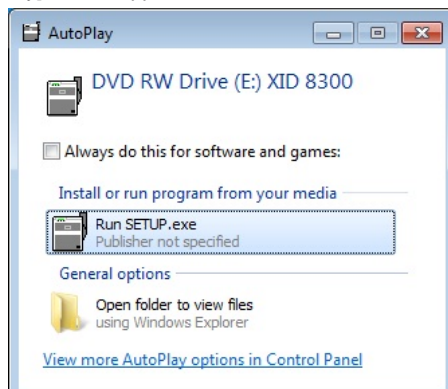 AutoPlay
DVD RW Drive (E:) XID 8300
Always do this for software and games:
Install or run program from your media
Run SETUP.exe
Publisher not specified
General options
Open folder to view files
using Windows Explorer
View more AutoPlay options in Control Panel